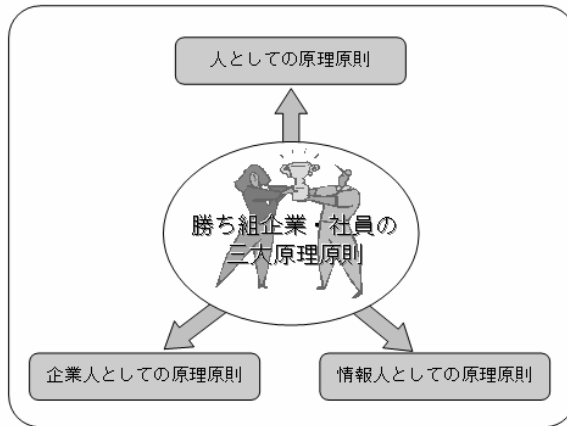 人としての原理原則
勝ち組企業・社員の
三大原理原則
企業人としての原理原則
情報人としての原理原則